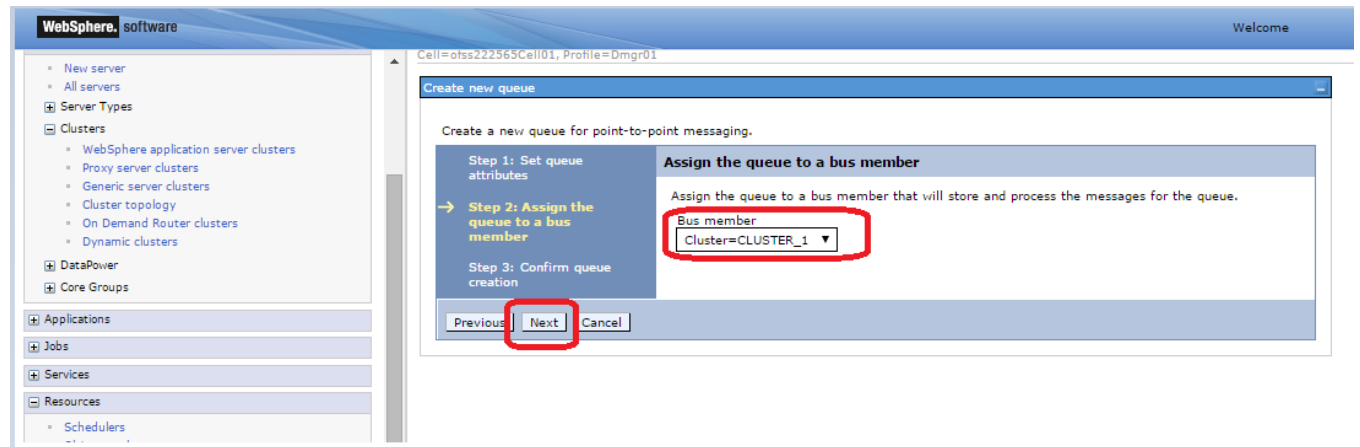 WebSphere. software
Welcome
New server
All servers
Server Types
Clusters
WebSphere application server clusters
Proxy server clusters
Generic server clusters
Cluster topology
On Demand Router clusters
Dynamic clusters
DataPower
Core Groups
Applications
Jobs
Services
Resources
Schedulers
Cell=otss222565Cell01, Profile=Dmgr01
Create new queue
Create a new queue for point-to-point messaging.
Step 1: Set queue
attributes
Step 2: Assign the
queue to a bus
member
Step 3: Confirm queue
creation
Assign the queue to a bus member
Assign the queue to a bus member that will store and process the messages for the queue.
Bus member
Cluster=CLUSTER_1
Previous Next Cancel